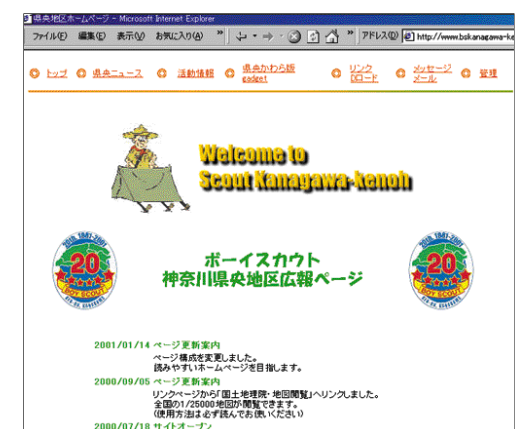 県央地区ホームページ - Microsoft Internet Explorer
ファイル(F) 編集(E) 表示(V) お気に入り(A) » アドレス(D) http://www.bskanagawa-ke
トップ 県央ニュース 活動情報 県央かわら版 gadget リンク DLロード メッセージ メール 管理
Welcome to
Scout Kanagawa-kenoh
1981-2001
20
BOY SCOUT
ボーイスカウト
神奈川県央地区広報ページ
1981-2001
20
BOY SCOUT
2001/01/14 ページ更新案内
ページ構成を変更しました。
読みやすいホームページを目指します。
2000/09/05 ページ更新案内
リンクページから「国土地理院・地図閲覧」へリンクしました。
全国の1/25000地図が閲覧できます。
(使用方法は必ず読んでお使いください)
2000/07/18 サイトオープン